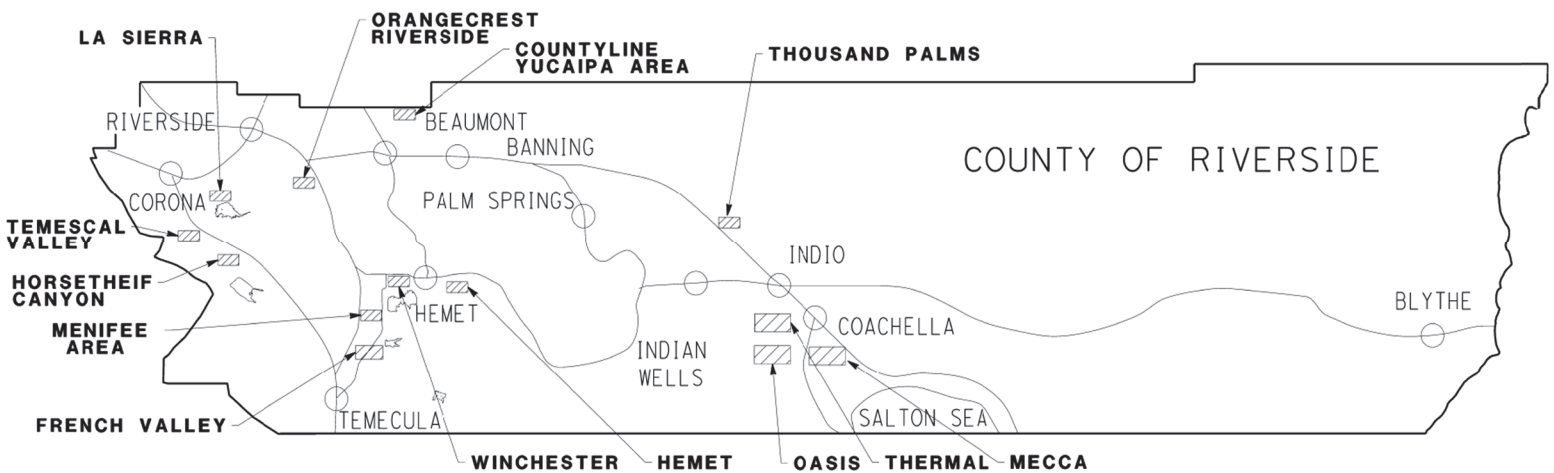 LA SIERRA
ORANGECREST
RIVERSIDE
COUNTYLINE
YUCAIPA AREA
THOUSAND PALMS
RIVERSIDE
BEAUMONT
BANNING
COUNTY OF RIVERSIDE
CORONA
PALM SPRINGS
TEMESCAL
VALLEY
INDIO
HORSETHEIF
CANYON
BLYTHE
HEMET
COACHELLA
MENIFEE
AREA
INDIAN
WELLS
FRENCH VALLEY
TEMECULA
SALTON SEA
WINCHESTER
HEMET
OASIS
THERMAL
MECCA